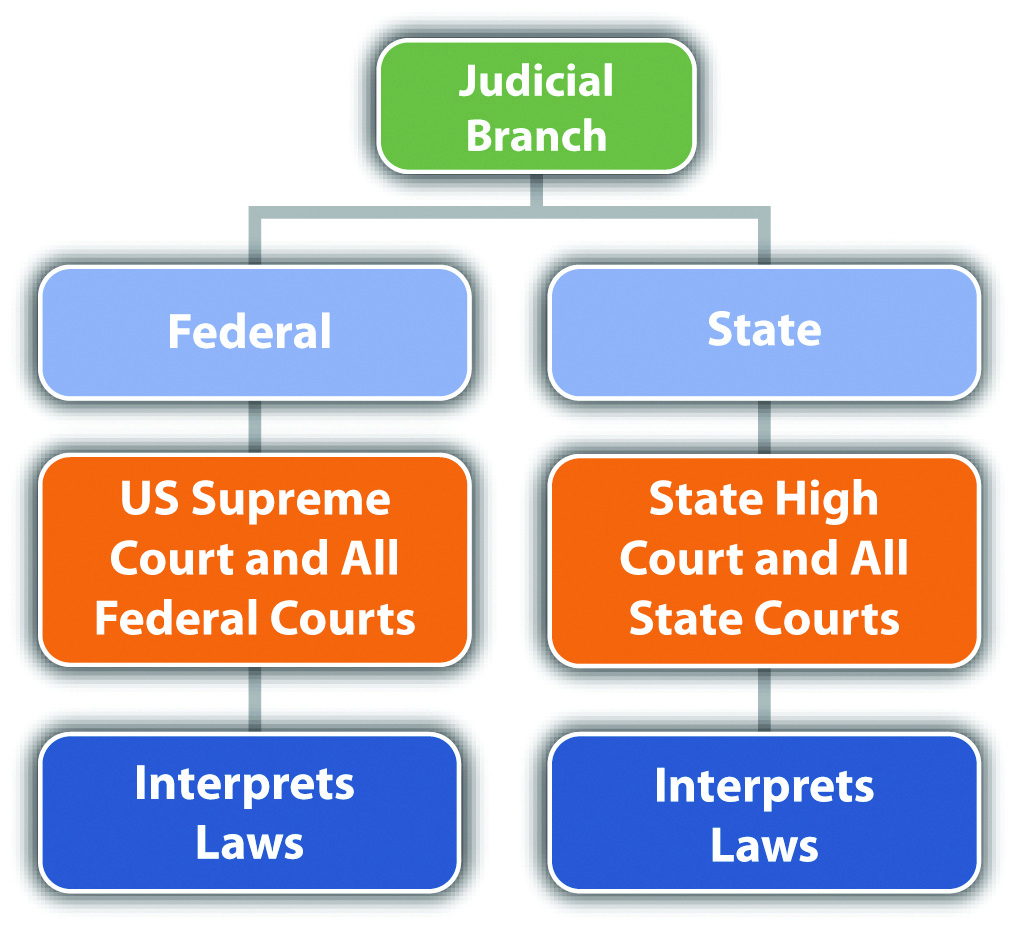 Judicial
Branch
Federal
State
US Supreme
Court and All
Federal Courts
State High
Court and All
State Courts
Interprets
Laws
Interprets
Laws